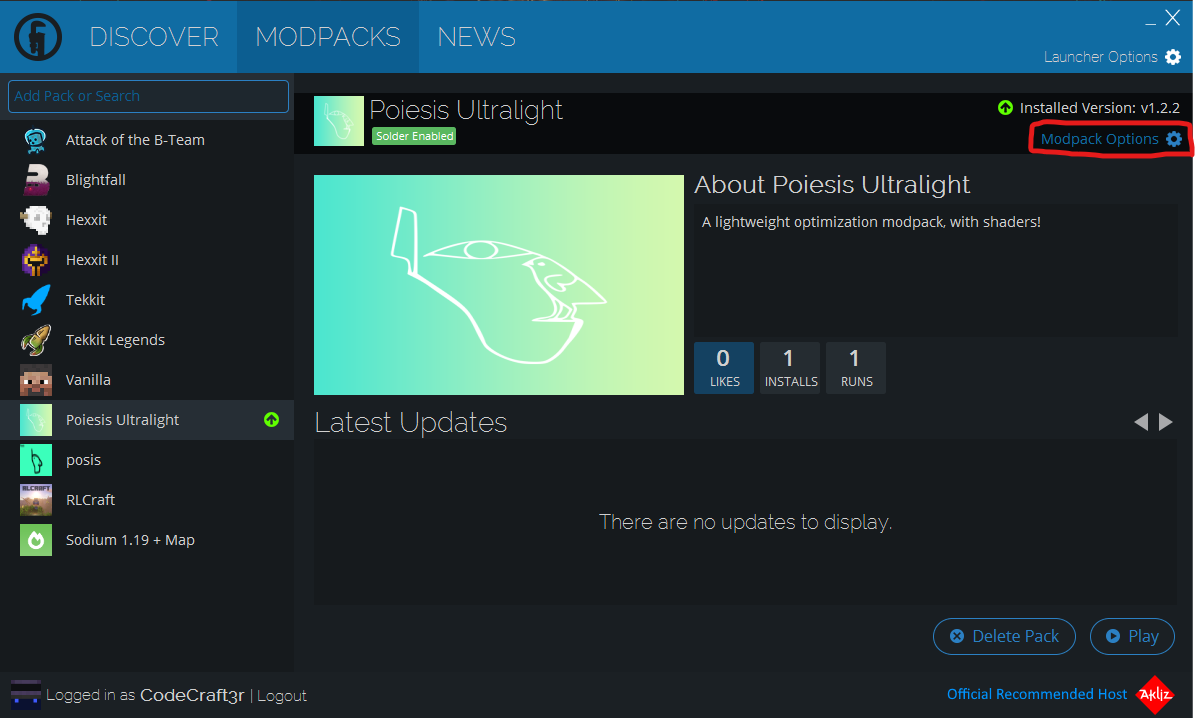 DISCOVER
MODPACKS
NEWS
Launcher Options
Add Pack or Search
Attack of the B-Team
Blightfall
Hexxit
Hexxit II
Tekkit
Tekkit Legends
Vanilla
Poiesis Ultralight
posis
RLCRAFT
RLCraft
Sodium 1.19 + Map
Poiesis Ultralight
Solder Enabled
Installed Version: v1.2.2
Modpack Options
About Poiesis Ultralight
A lightweight optimization modpack, with shaders!
0
LIKES
1
INSTALLS
1
RUNS
Latest Updates
There are no updates to display.
Delete Pack
Play
Logged in as CodeCraft3r | Logout
Official Recommended Host
Akliz